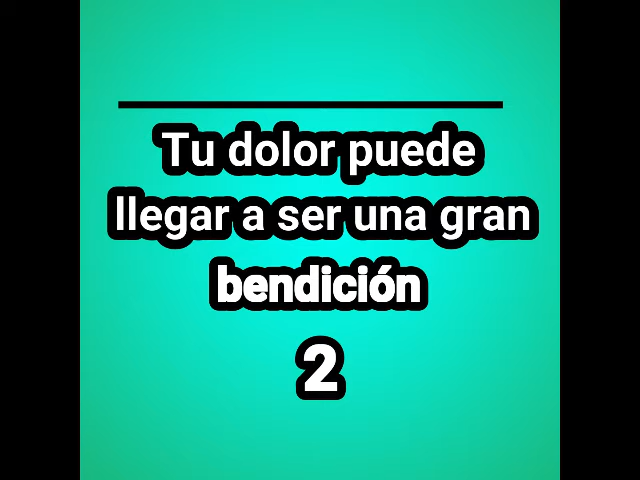 Tu dolor puede
llegar a ser una gran
bendición
2